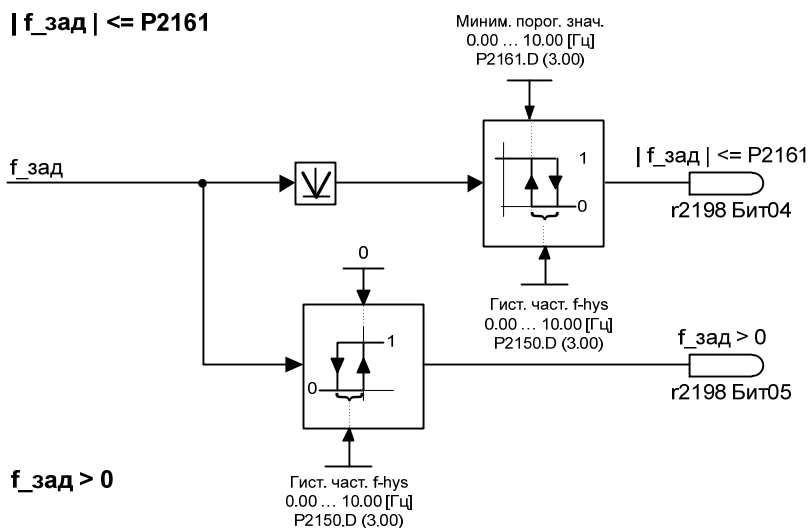 | f_зад | <= P2161
Миним. порог. знач.
0.00 ... 10.00 [Гц]
P2161.D (3.00)
f_зад
1
0
| f_зад | <= P2161
r2198 Бит04
0
Гист. част. f-hys
0.00 ... 10.00 [Гц]
P2150.D (3.00)
1
0
f_зад > 0
r2198 Бит05
f_зад > 0
Гист. част. f-hys
0.00 ... 10.00 [Гц]
P2150.D (3.00)